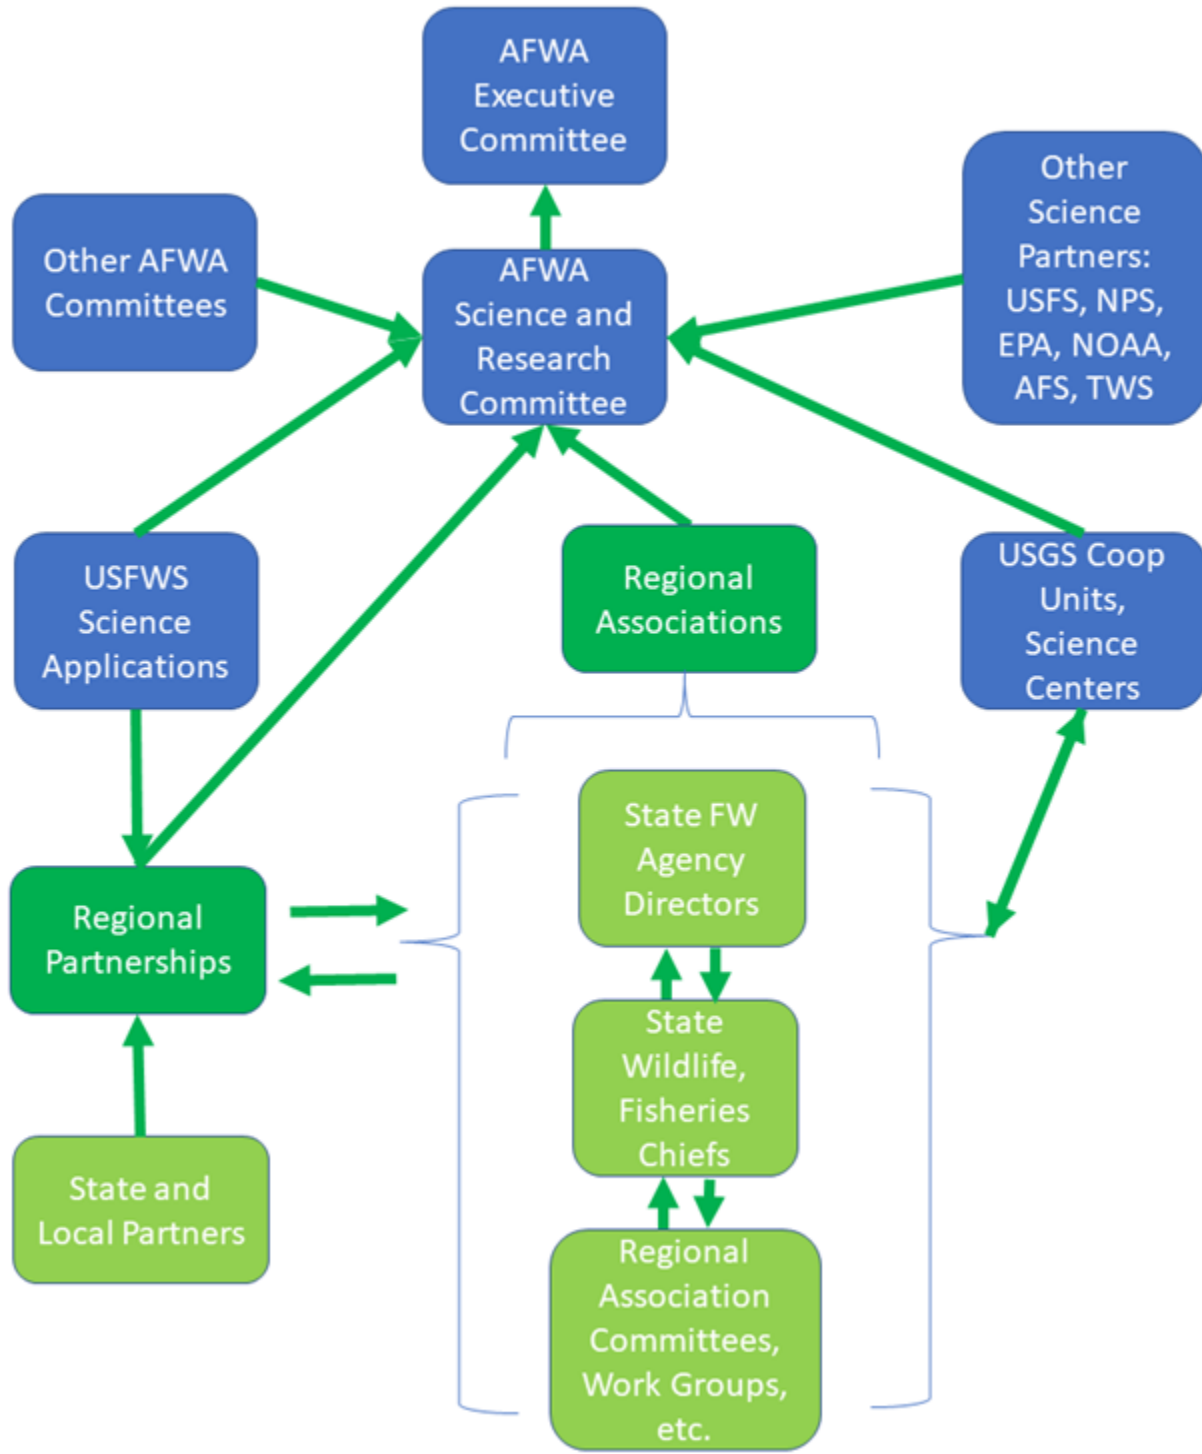 AFWA
Executive
Committee
Other
Science
Partners:
USFS, NPS,
EPA, NOAA,
AFS, TWS
Other AFWA
Committees
AFWA
Science and
Research
Committee
USFWS
Science
Applications
Regional
Associations
USGS Coop
Units,
Science
Centers
State FW
Agency
Directors
Regional
Partnerships
State
Wildlife,
Fisheries
Chiefs
State and
Local Partners
Regional
Association
Committees,
Work Groups,
etc.